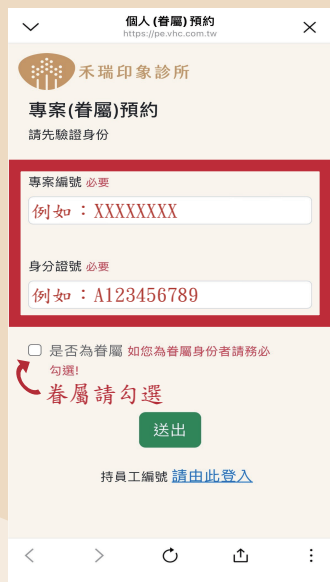 個人 (眷屬) 預約
https://pe.vhc.com.tw
禾瑞印象診所
專案(眷屬)預約
請先驗證身份
專案編號 必要
例如：XXXXXXXX
身分證號 必要
例如：A123456789
是否為眷屬 如您為眷屬身份者請務必
勾選!
眷屬請勾選
送出
持員工編號 請由此登入